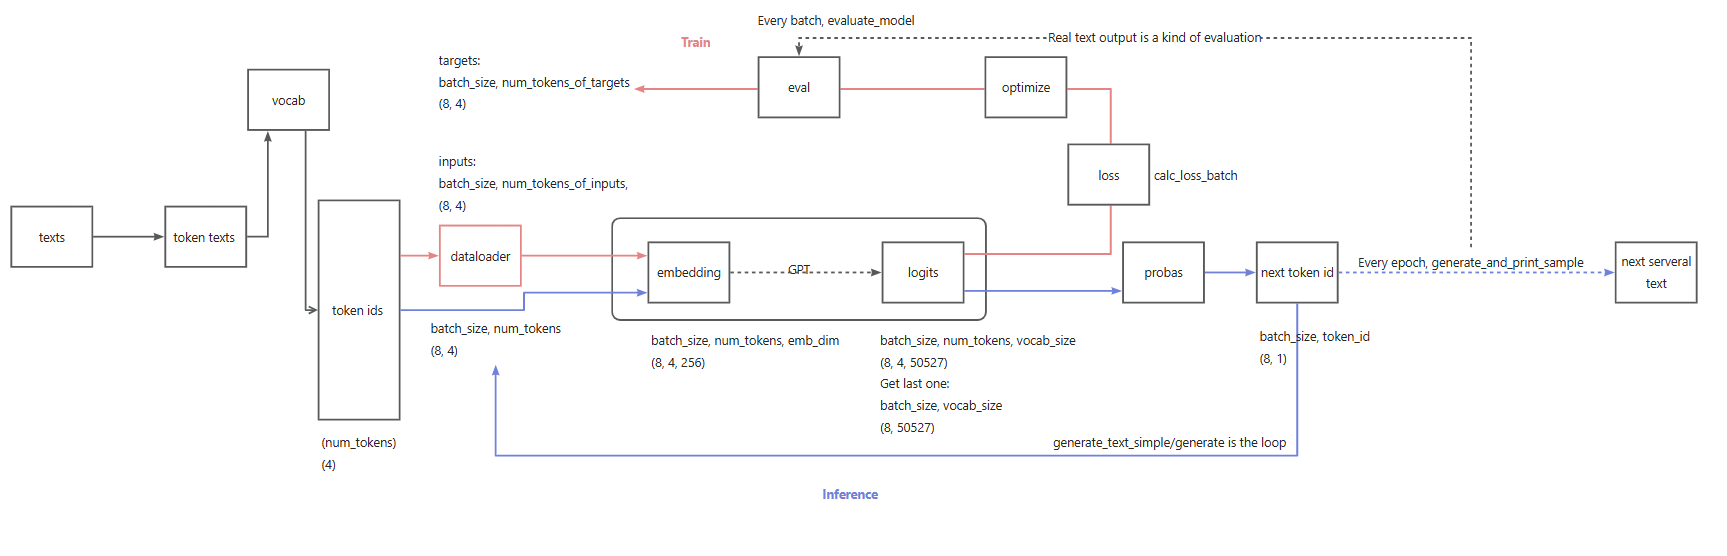 Every batch, evaluate_model
Train
Real text output is a kind of evaluation
targets:
batch_size, num_tokens_of_targets
(8, 4)
eval
optimize
vocab
inputs:
batch_size, num_tokens_of_inputs,
(8, 4)
loss
calc_loss_batch
texts
token texts
dataloader
embedding
GPT
logits
probas
next token id
Every epoch, generate_and_print_sample
next serveral
text
token ids
batch_size, num_tokens
(8, 4)
batch_size, num_tokens, emb_dim
(8, 4, 256)
batch_size, num_tokens, vocab_size
(8, 4, 50527)
Get last one:
batch_size, vocab_size
(8, 50527)
batch_size, token_id
(8, 1)
(num_tokens)
(4)
generate_text_simple/generate is the loop
Inference